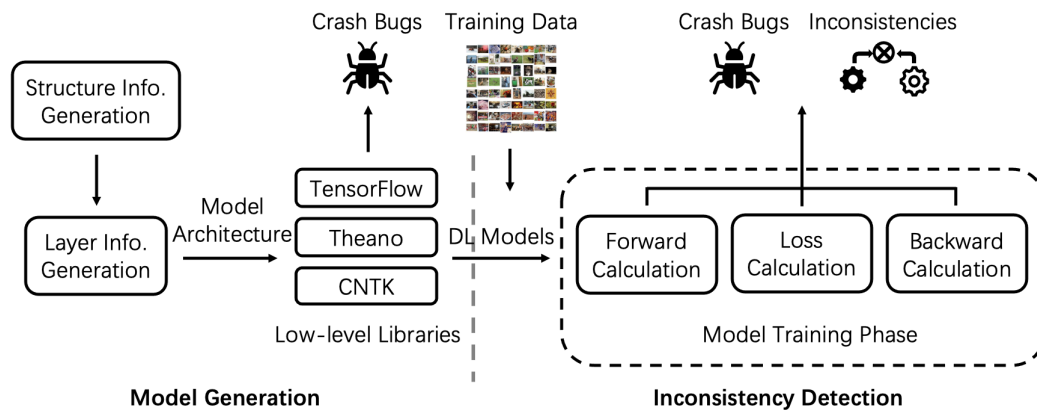 Crash Bugs
Training Data
Crash Bugs
Inconsistencies
Structure Info.
Generation
TensorFlow
Model
Architecture
Layer Info.
Generation
Theano
DL Models
Forward
Calculation
Loss
Calculation
Backward
Calculation
CNTK
Low-level Libraries
Model Training Phase
Model Generation
Inconsistency Detection